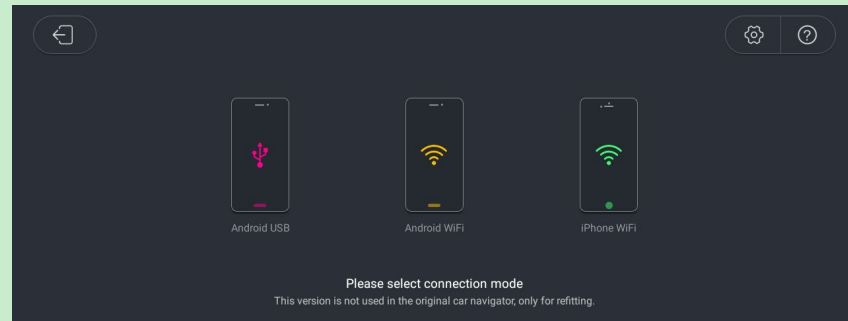 Android USB
Android WiFi
iPhone WiFi
Please select connection mode
This version is not used in the original car navigator, only for refitting.